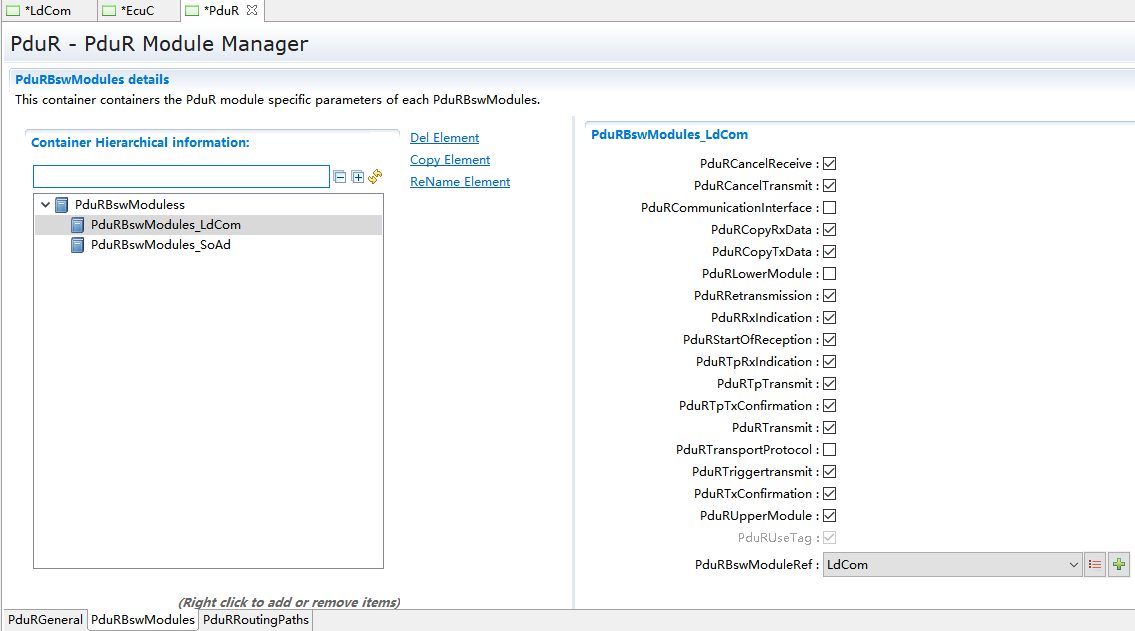 *LdCom
*EcuC
*PduR
PduR - PduR Module Manager
PduRBswModules details
This container containers the PduR module specific parameters of each PduRBswModules.
Container Hierarchical information:
Del Element
Copy Element
ReName Element
PduRBswModuless
PduRBswModules_LdCom
PduRBswModules_SoAd
(Right click to add or remove items)
PduRBswModules_LdCom
PduRCancelReceive :
PduRCancelTransmit :
PduRCommunicationInterface :
PduRCopyRxData :
PduRCopyTxData :
PduRLowerModule :
PduRRetransmission :
PduRRxIndication :
PduRStartOfReception :
PduRTpRxIndication :
PduRTpTransmit :
PduRTpTxConfirmation :
PduRTransmit :
PduRTransportProtocol :
PduRTriggertransmit :
PduRTxConfirmation :
PduRUpperModule :
PduRUseTag :
PduRBswModuleRef : LdCom
PduRGeneral
PduRBswModules
PduRRoutingPaths